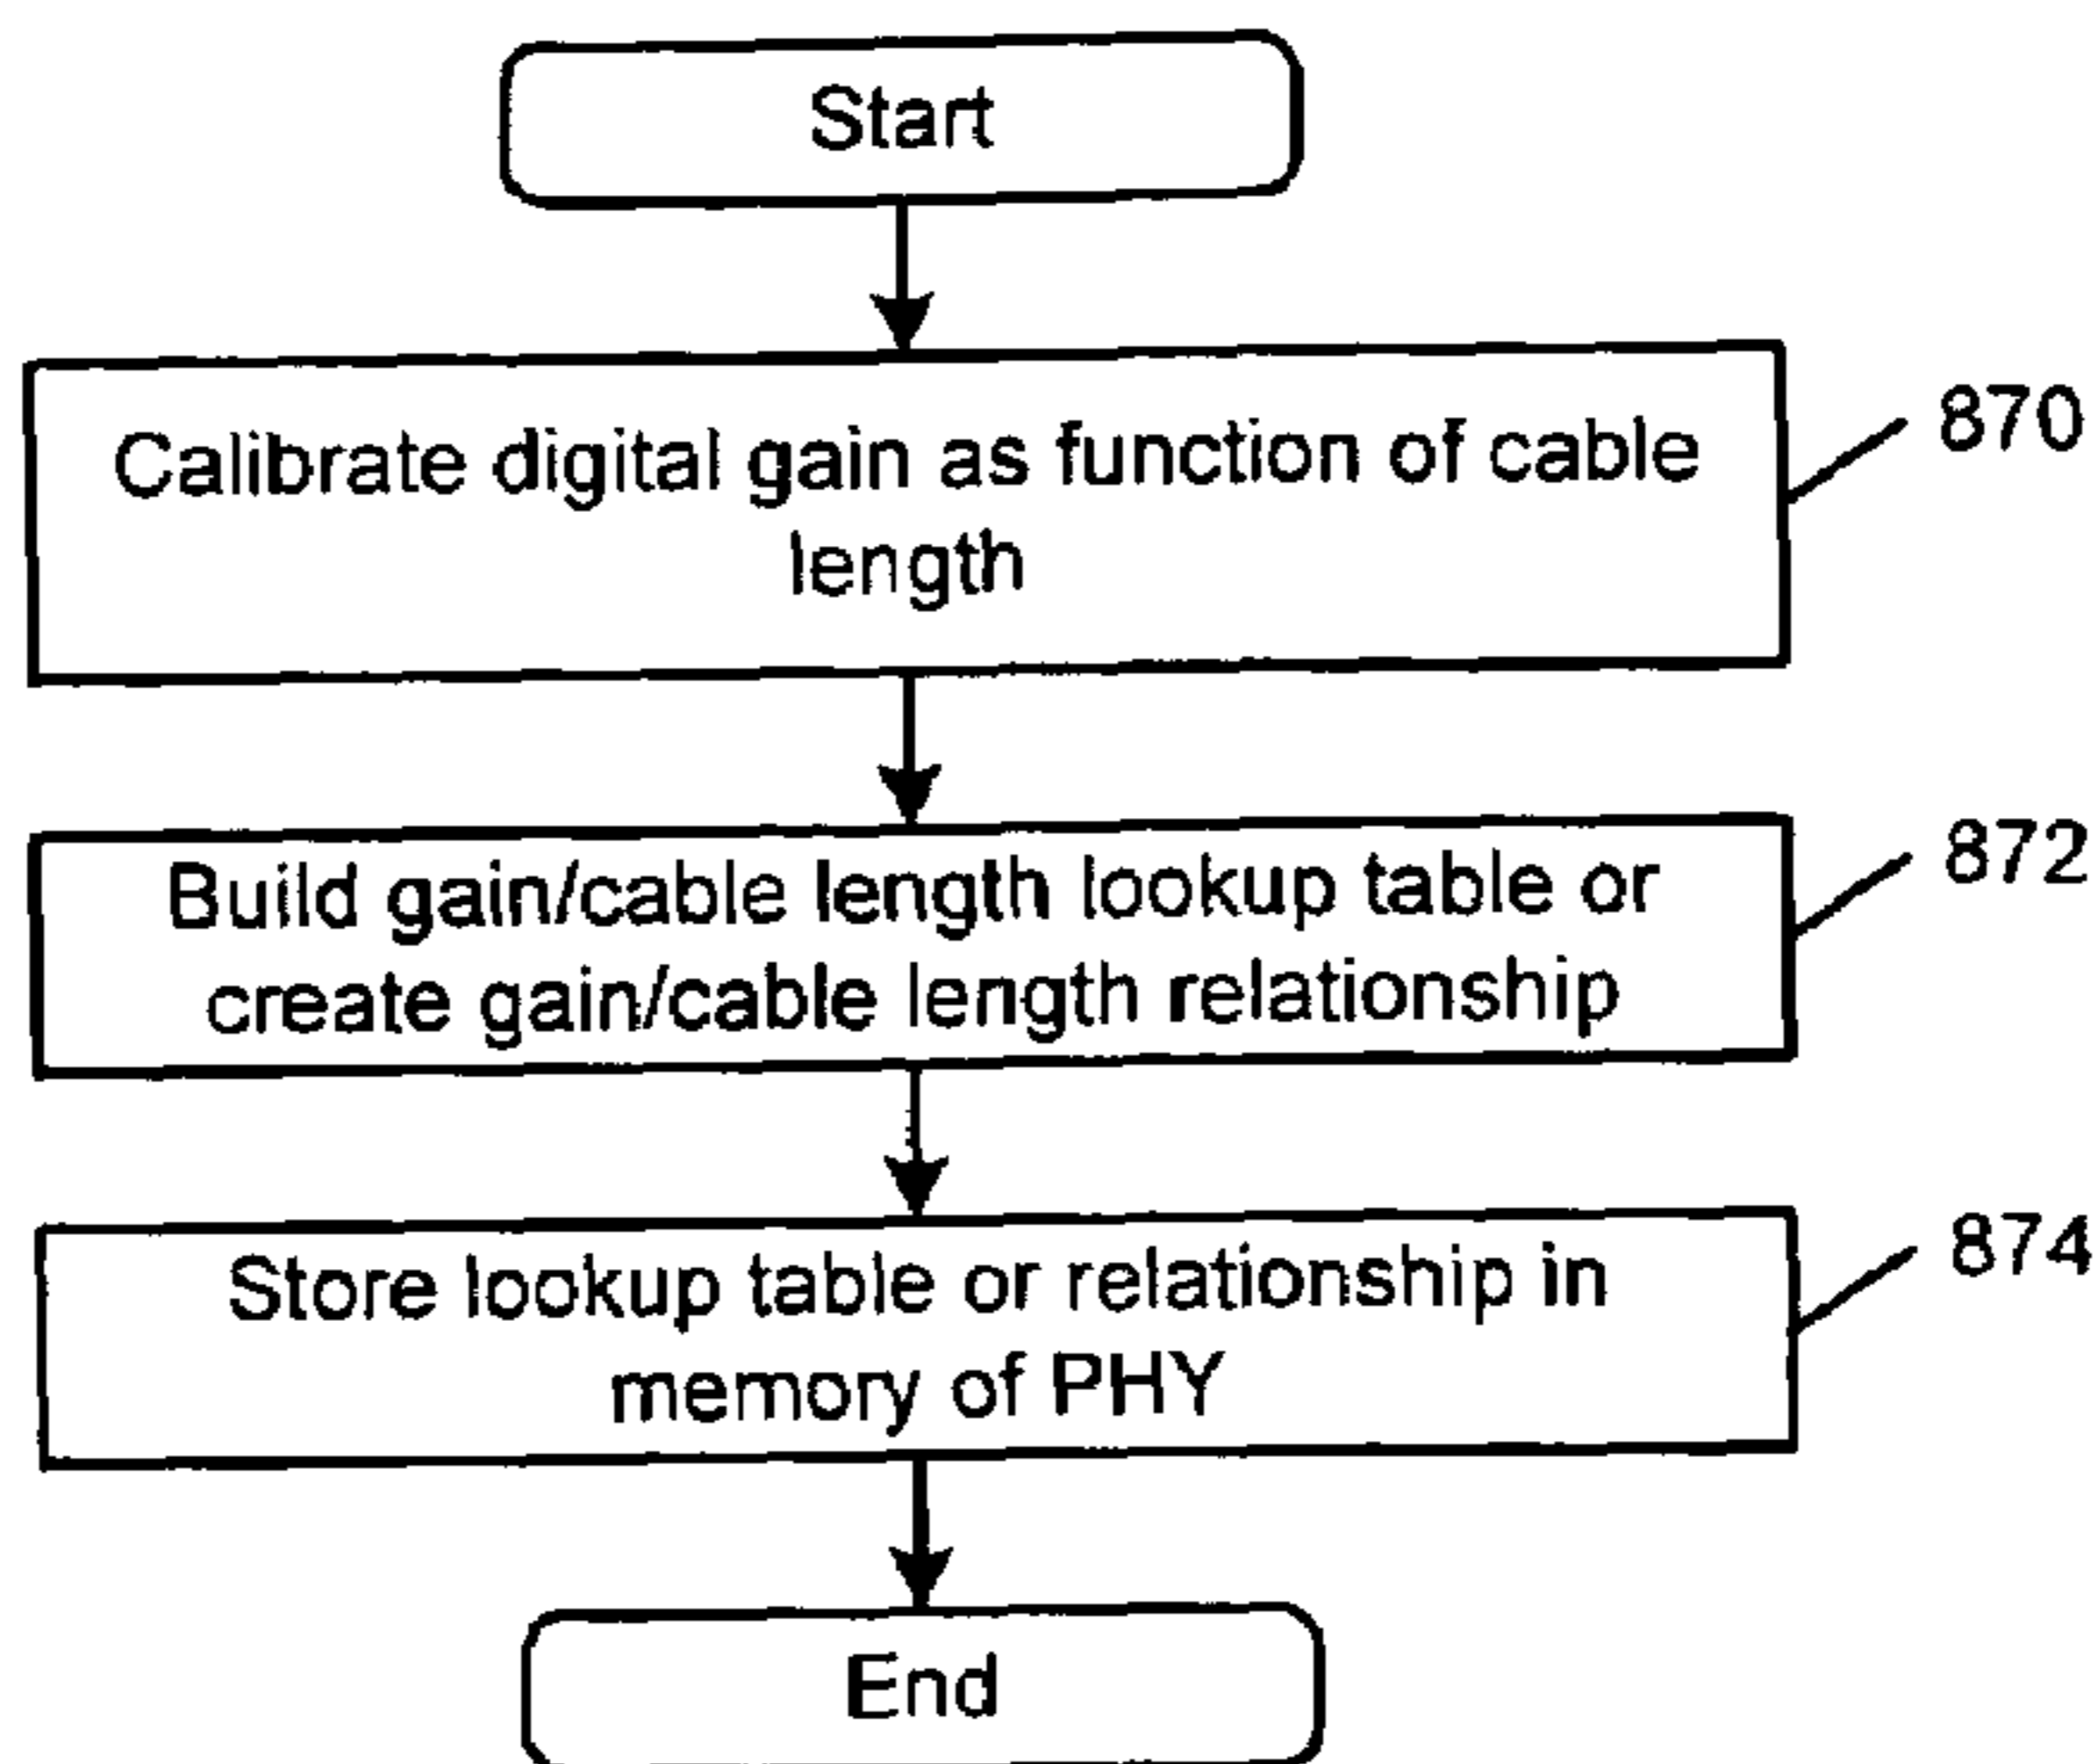 Start
Calibrate digital gain as function of cable
length
870
Build gain/cable length lookup table or
create gain/cable length relationship
872
Store lookup table or relationship in
memory of PHY
874
End